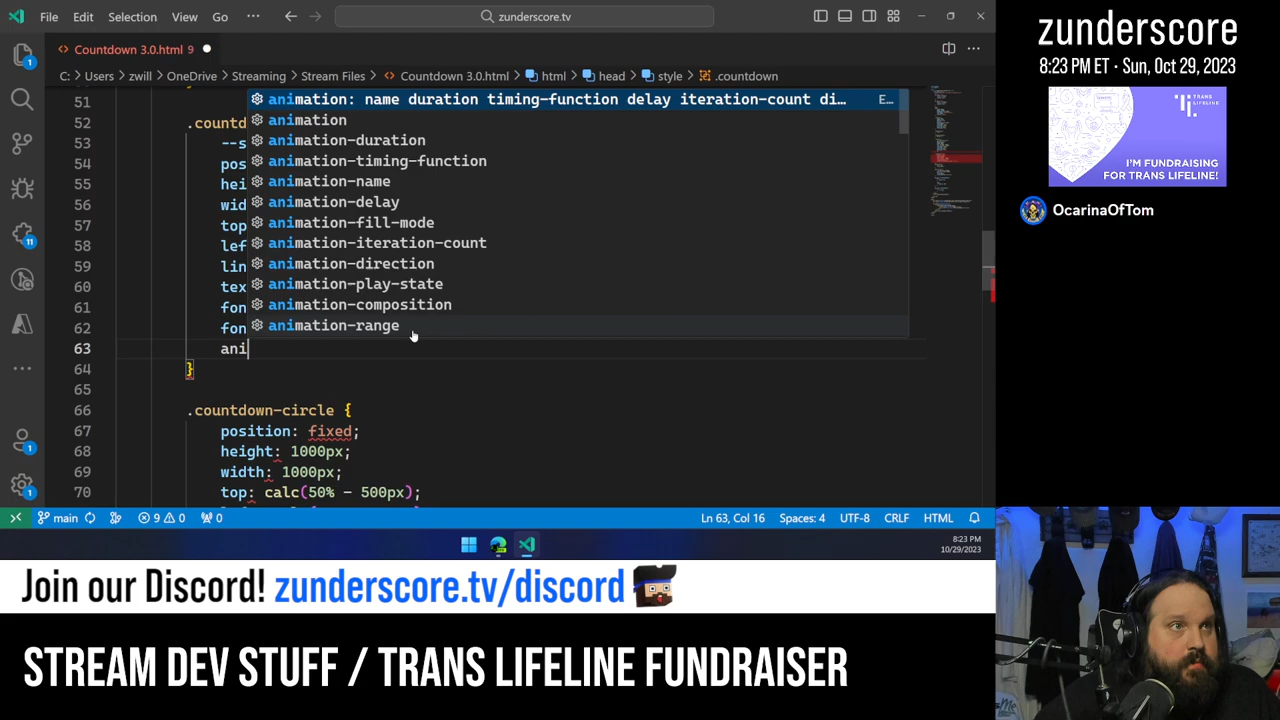 File Edit Selection View Go ··· zunderscore.tv
Countdown 3.0.html 9
C: > Users > zwill > OneDrive > Streaming > Stream Files > Countdown 3.0.html > html > head > style > .countdown
51
52 .countd
53 --s
54 pos
55 hei
56 wid
57 top
58 lef
59 lin
60 tex
61 fon
62 fon
63 ani
64 }
65
66 .countdown-circle {
67 position: fixed;
68 height: 1000px;
69 width: 1000px;
70 top: calc(50% - 500px);
animation: name duration timing-function delay iteration-count di… E…
animation
animation-duration
animation-timing-function
animation-name
animation-delay
animation-fill-mode
animation-iteration-count
animation-direction
animation-play-state
animation-composition
animation-range
1
11
1
1
main 9 0 0 Ln 63, Col 16 Spaces: 4 UTF-8 CRLF HTML
8:23 PM
10/29/2023
zunderscore
8:23 PM ET · Sun, Oct 29, 2023
TRANS
LIFELINE
I'M FUNDRAISING
FOR TRANS LIFELINE!
OcarinaOfTom
Join our Discord! zunderscore.tv/discord
STREAM DEV STUFF / TRANS LIFELINE FUNDRAISER